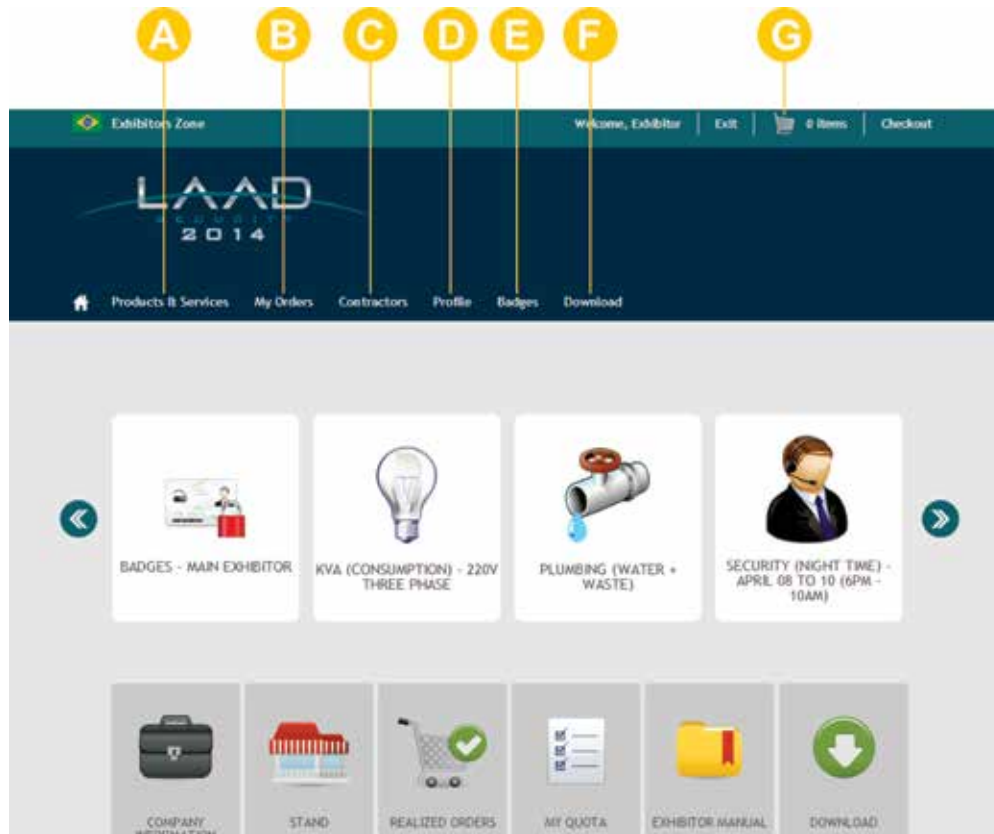 A B C D E F G
Exhibitors Zone Welcome, Exhibitor Exit 0 items Checkout
LAAD
SECURITY
2014
Products & Services My Orders Contractors Profile Badges Download
BADGES - MAIN EXHIBITOR
KVA (CONSUMPTION) - 220V
THREE PHASE
PLUMBING (WATER +
WASTE)
SECURITY (NIGHT TIME) -
APRIL 08 TO 10 (6PM -
10AM)
COMPANY
INFORMATION
STAND
REALIZED ORDERS
MY QUOTA
EXHIBITOR MANUAL
DOWNLOAD